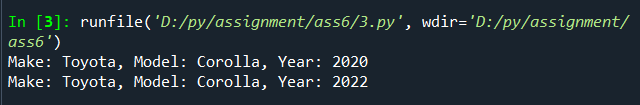 In [3]: runfile('D:/py/assignment/ass6/3.py', wdir='D:/py/assignment/
ass6')
Make: Toyota, Model: Corolla, Year: 2020
Make: Toyota, Model: Corolla, Year: 2022